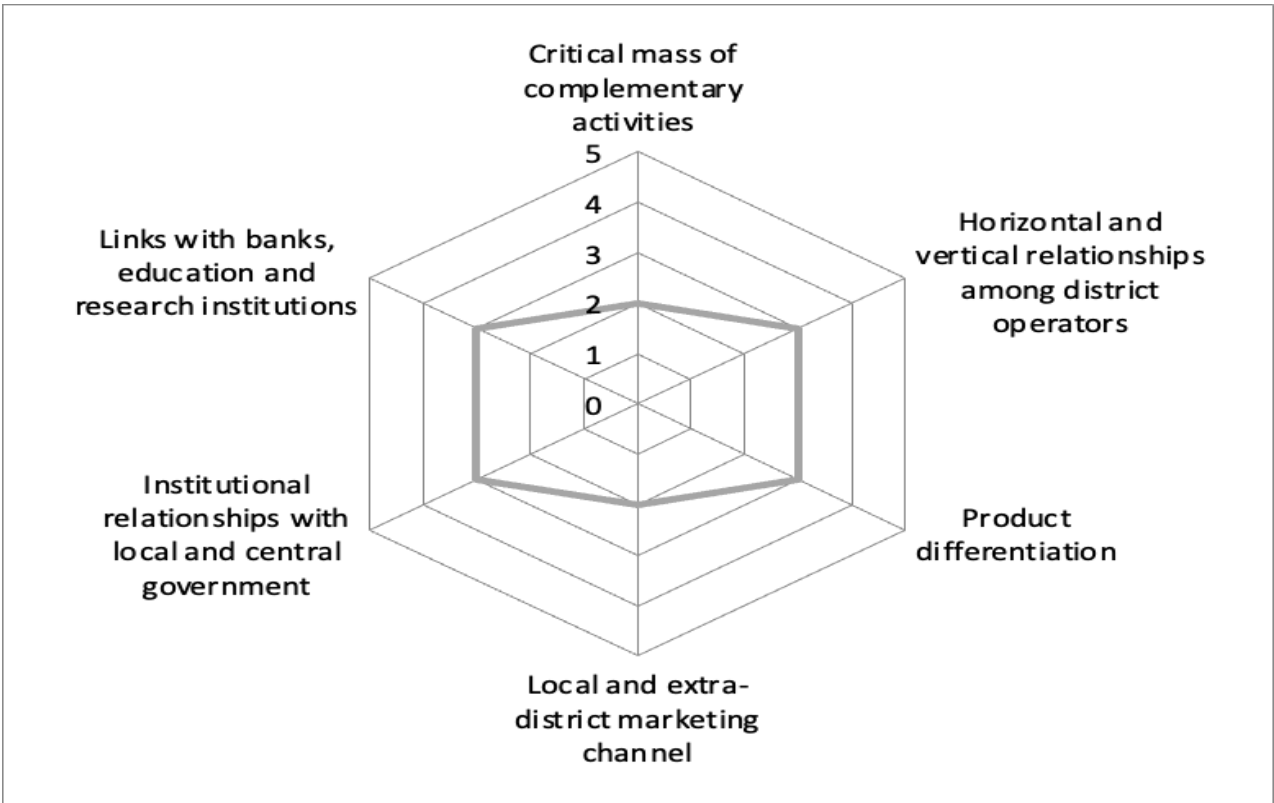 Critical mass of
complementary
activities
5
4
3
2
1
0
Horizontal and
vertical relationships
among district
operators
Product
differentiation
Local and extra-
district marketing
channel
Institutional
relationships with
local and central
government
Links with banks,
education and
research institutions